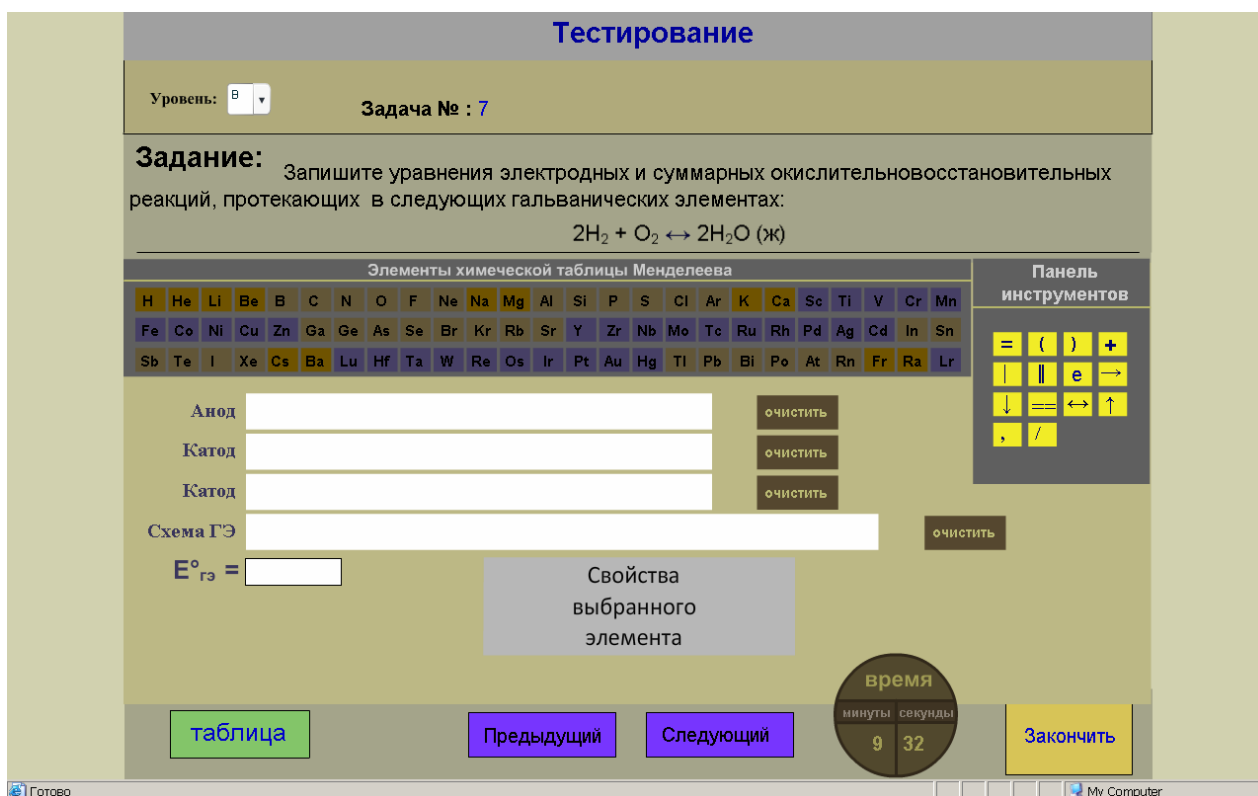 Тестирование
Уровень: B
Задача № : 7
Задание:
Запишите уравнения электродных и суммарных окислительновосстановительных
реакций, протекающих в следующих гальванических элементах:
2H₂ + O₂ ↔ 2H₂O (ж)
Элементы химеческой таблицы Менделеева
H He Li Be B C N O F Ne Na Mg Al Si P S Cl Ar K Ca Sc Ti V Cr Mn
Fe Co Ni Cu Zn Ga Ge As Se Br Kr Rb Sr Y Zr Nb Mo Tc Ru Rh Pd Ag Cd In Sn
Sb Te I Xe Cs Ba Lu Hf Ta W Re Os Ir Pt Au Hg Tl Pb Bi Po At Rn Fr Ra Lr
Панель
инструментов
= ( ) +
| || e →
↓ == ↔ ↑
, /
Анод
очистить
Катод
очистить
Катод
очистить
Схема ГЭ
очистить
E°гэ =
Свойства
выбранного
элемента
время
минуты секунды
9 32
таблица
Предыдущий
Следующий
Закончить
Готово
My Computer